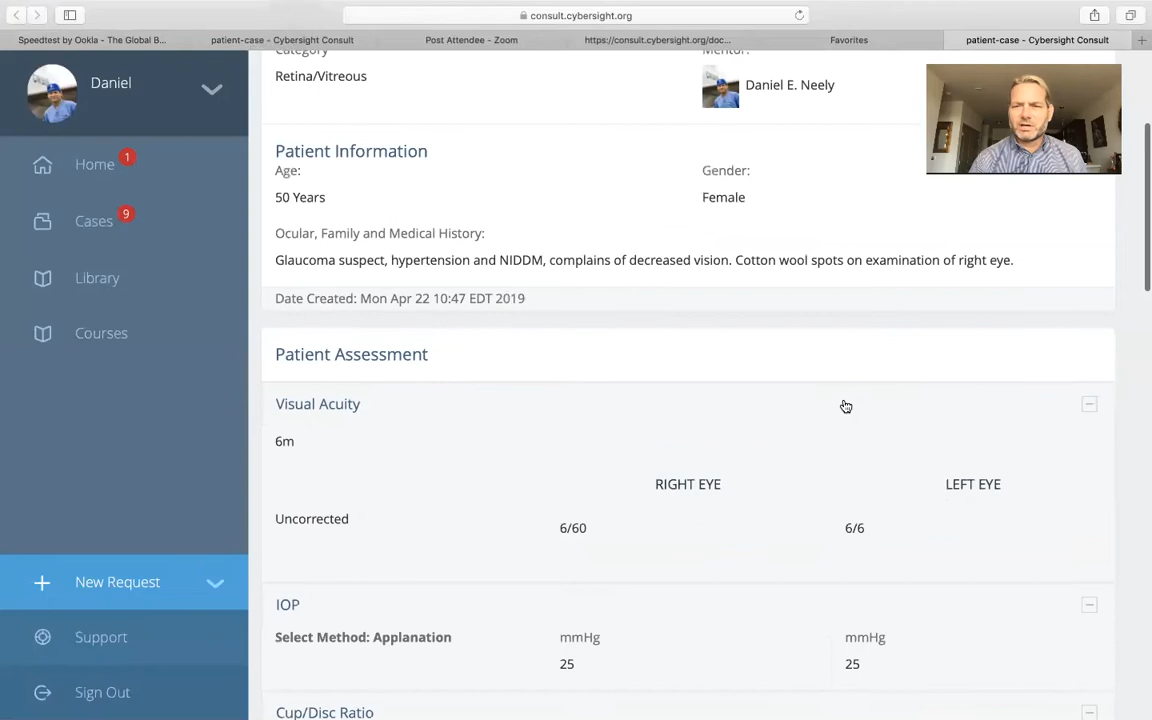 consult.cybersight.org
Speedtest by Ookla - The Global B...
patient-case - Cybersight Consult
Post Attendee - Zoom
https://consult.cybersight.org/doc...
Favorites
patient-case - Cybersight Consult
Daniel
Home 1
Cases 9
Library
Courses
New Request
Support
Sign Out
Category
Mentor:
Retina/Vitreous
Daniel E. Neely
Patient Information
Age:
Gender:
50 Years
Female
Ocular, Family and Medical History:
Glaucoma suspect, hypertension and NIDDM, complains of decreased vision. Cotton wool spots on examination of right eye.
Date Created: Mon Apr 22 10:47 EDT 2019
Patient Assessment
Visual Acuity
6m
RIGHT EYE
LEFT EYE
Uncorrected
6/60
6/6
IOP
Select Method: Applanation
mmHg
mmHg
25
25
Cup/Disc Ratio